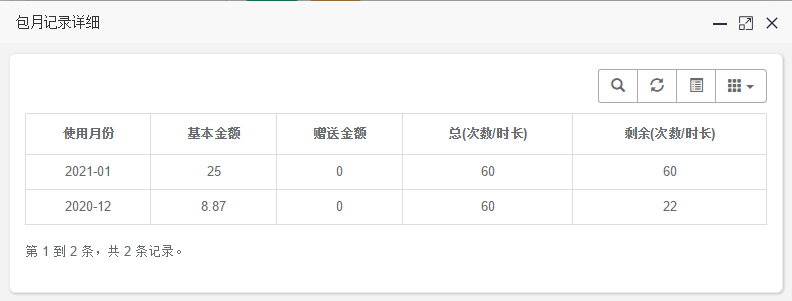 包月记录详细
使用月份 基本金额 赠送金额 总(次数/时长) 剩余(次数/时长)
2021-01 25 0 60 60
2020-12 8.87 0 60 22
第 1 到 2 条，共 2 条记录。